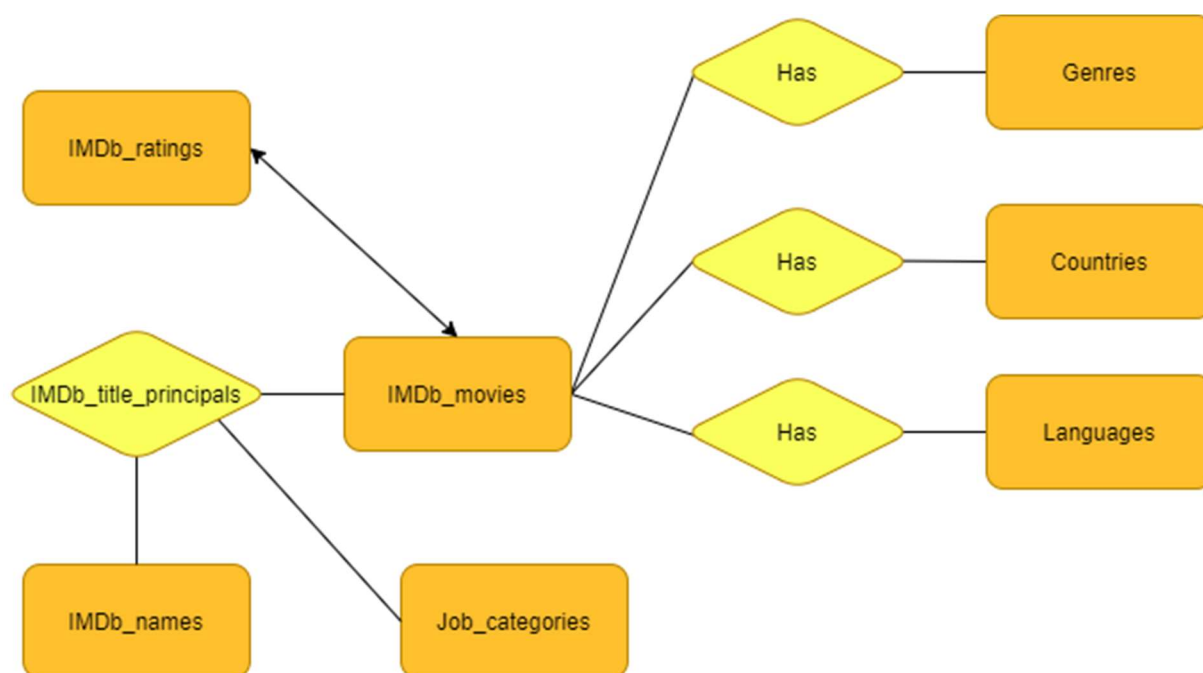 Has
Genres
IMDb_ratings
Has
Countries
IMDb_title_principals
IMDb_movies
Has
Languages
IMDb_names
Job_categories